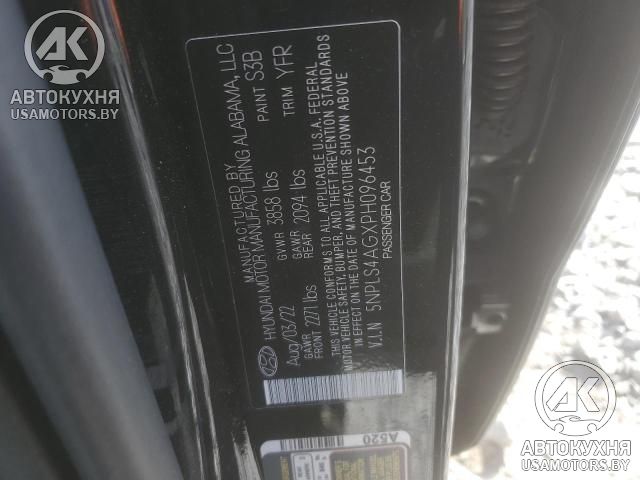 MANUFACTURED BY
HYUNDAI MOTOR MANUFACTURING ALABAMA, LLC
Aug/03/22 GVWR 3858 lbs PAINT S3B
GAWR FRONT 2271 lbs GAWR REAR 2094 lbs TRIM YFR
THIS VEHICLE CONFORMS TO ALL APPLICABLE U.S.A. FEDERAL
MOTOR VEHICLE SAFETY, BUMPER, AND THEFT PREVENTION STANDARDS
IN EFFECT ON THE DATE OF MANUFACTURE SHOWN ABOVE
V.I.N 5NPLS4AGXPH096453
PASSENGER CAR
A520
АК
АВТОКУХНЯ
USAMOTORS.BY
АК
АВТОКУХНЯ
USAMOTORS.BY